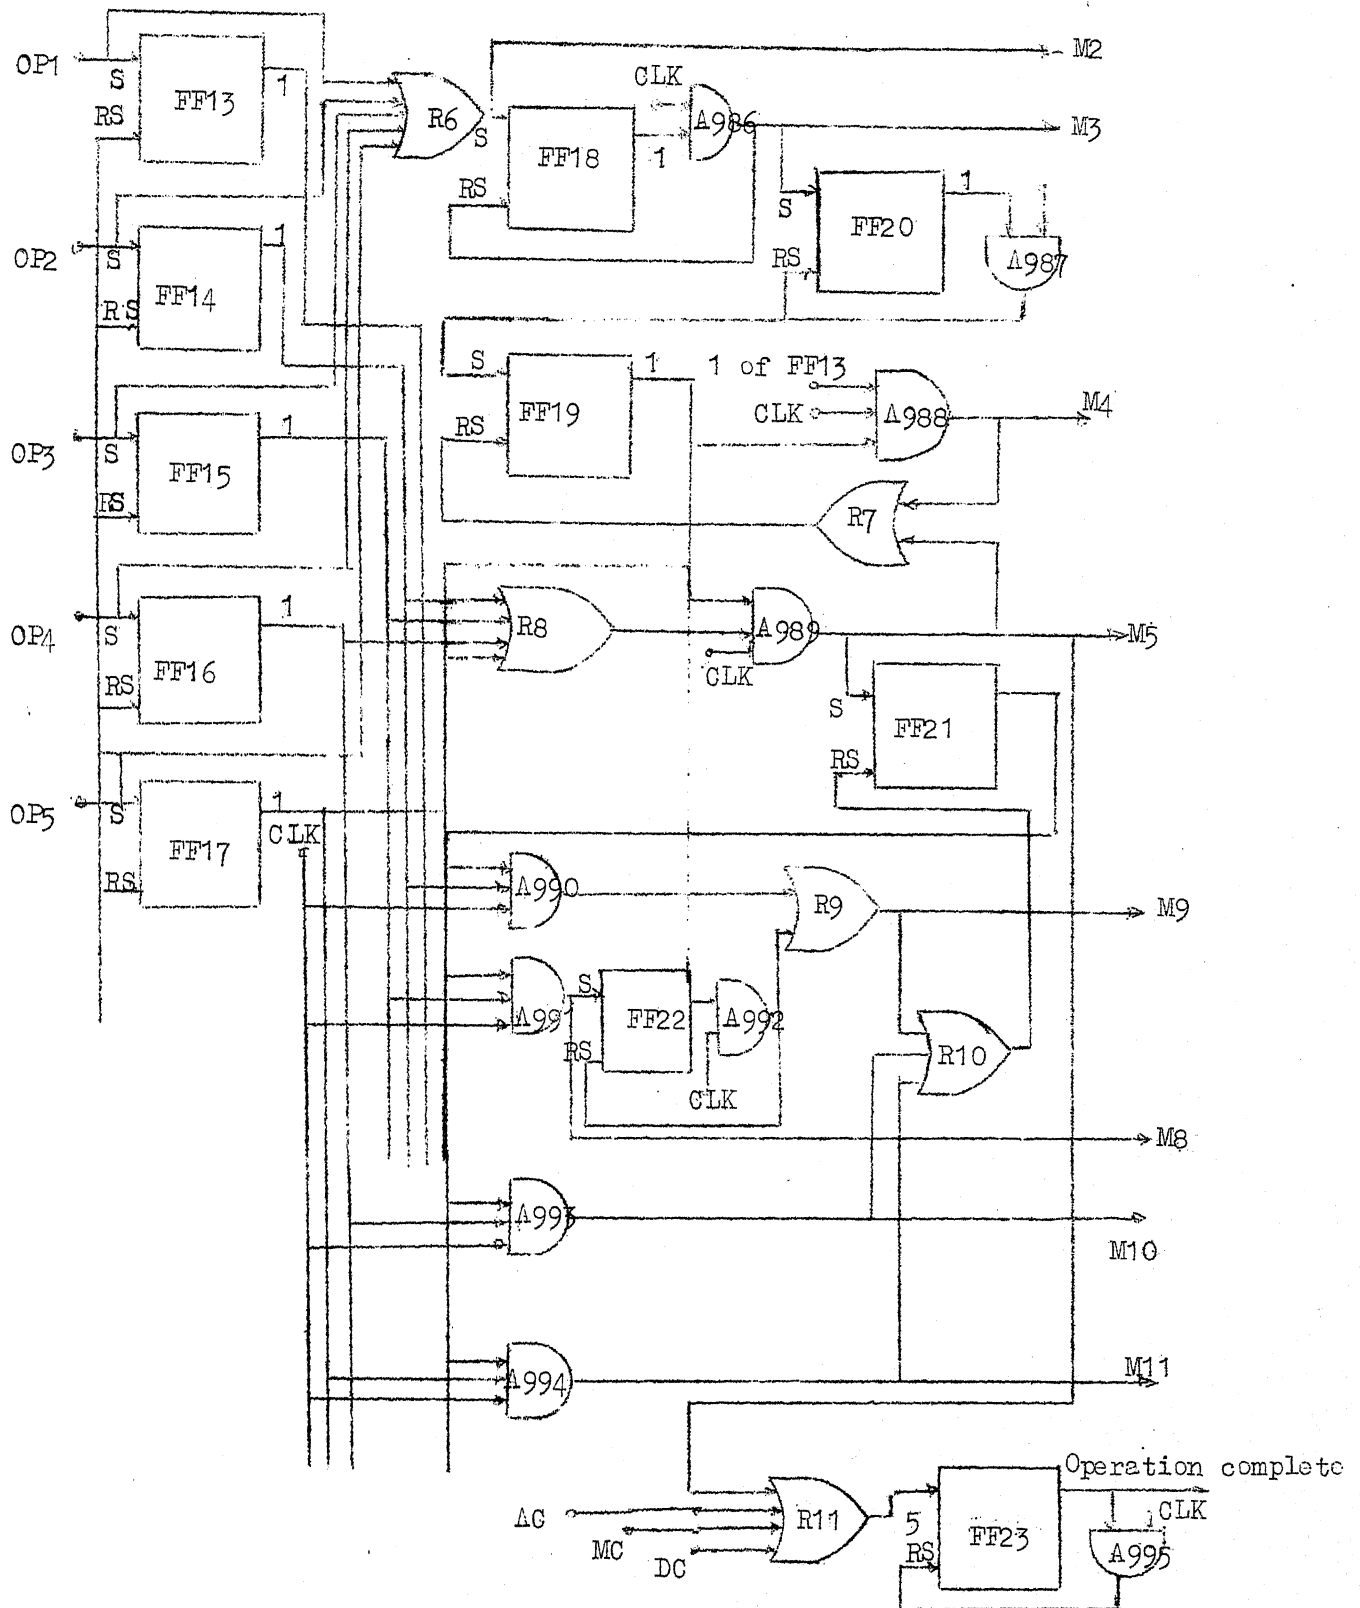 M2
OP1
S
FF13
1
RS
CLK
R6
S
A986
M3
FF18
1
RS
S
FF20
1
OP2
S
1
RS
A987
FF14
RS
S
1
1 of FF13
FF19
CLK
A988
M4
OP3
S
1
RS
FF15
RS
R7
OP4
S
1
R8
A989
M5
FF16
RS
CLK
S
FF21
RS
OP5
S
1
CLK
FF17
RS
A990
R9
M9
A99
S
FF22
A992
RS
R10
CLK
M8
A993
M10
A994
M11
Operation complete
AC
R11
5
FF23
CLK
MC
RS
A995
DC